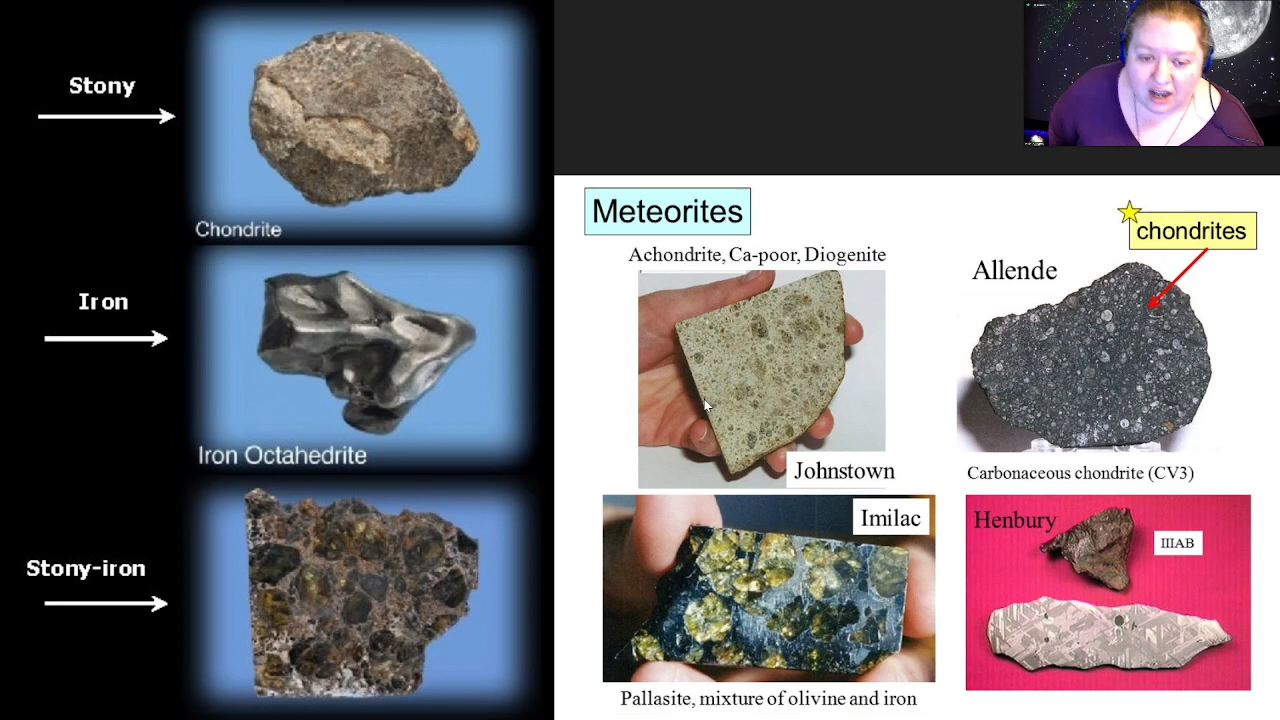 Stony
Chondrite
Iron
Iron Octahedrite
Stony-iron
Meteorites
chondrites
Achondrite, Ca-poor, Diogenite
Allende
Johnstown
Carbonaceous chondrite (CV3)
Imilac
Henbury
IIIAB
Pallasite, mixture of olivine and iron